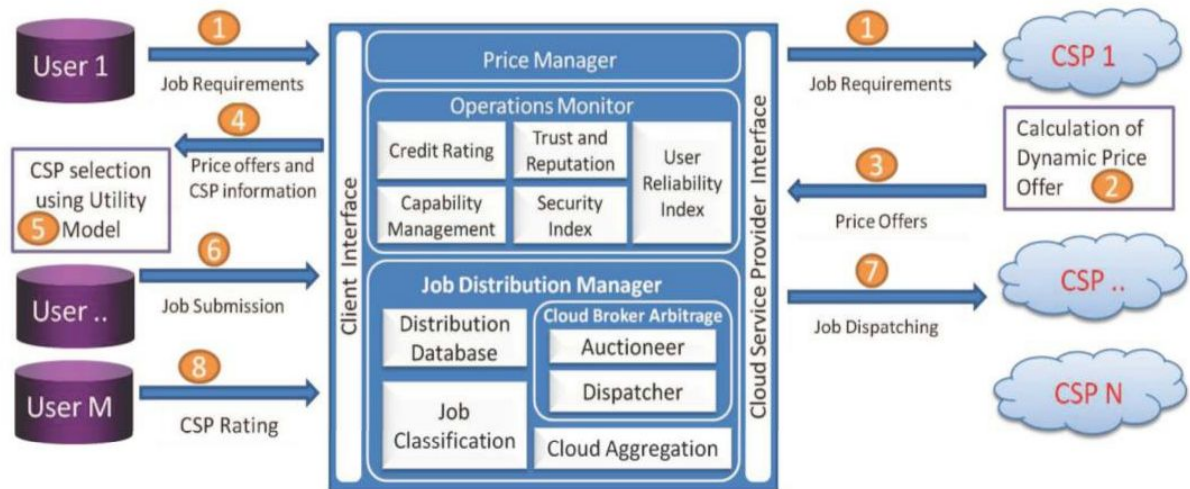 User 1
1
Job Requirements
4
Price offers and
CSP information
CSP selection
using Utility
5 Model
6
Job Submission
User ..
8
CSP Rating
User M
Client Interface
Price Manager
Operations Monitor
Credit Rating
Trust and
Reputation
User
Reliability
Index
Capability
Management
Security
Index
Job Distribution Manager
Distribution
Database
Cloud Broker Arbitrage
Auctioneer
Dispatcher
Job
Classification
Cloud Aggregation
Cloud Service Provider Interface
1
Job Requirements
CSP 1
Calculation of
Dynamic Price
Offer 2
3
Price Offers
7
Job Dispatching
CSP ..
CSP N